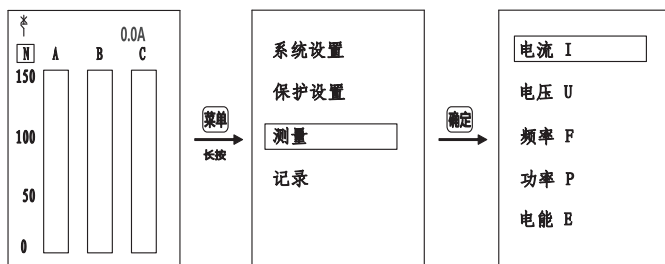 0.0A
N A B C
150
100
50
0
菜单
长按
系统设置
保护设置
测量
记录
确定
电流 I
电压 U
频率 F
功率 P
电能 E